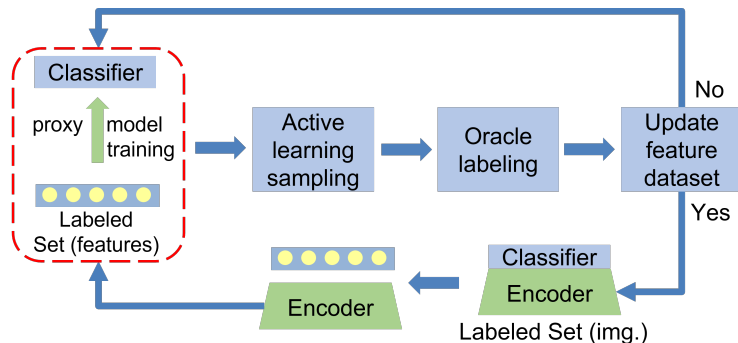 Classifier
proxy model
training
Labeled
Set (features)
Active
learning
sampling
Oracle
labeling
Update
feature
dataset
No
Yes
Classifier
Encoder
Labeled Set (img.)
Encoder